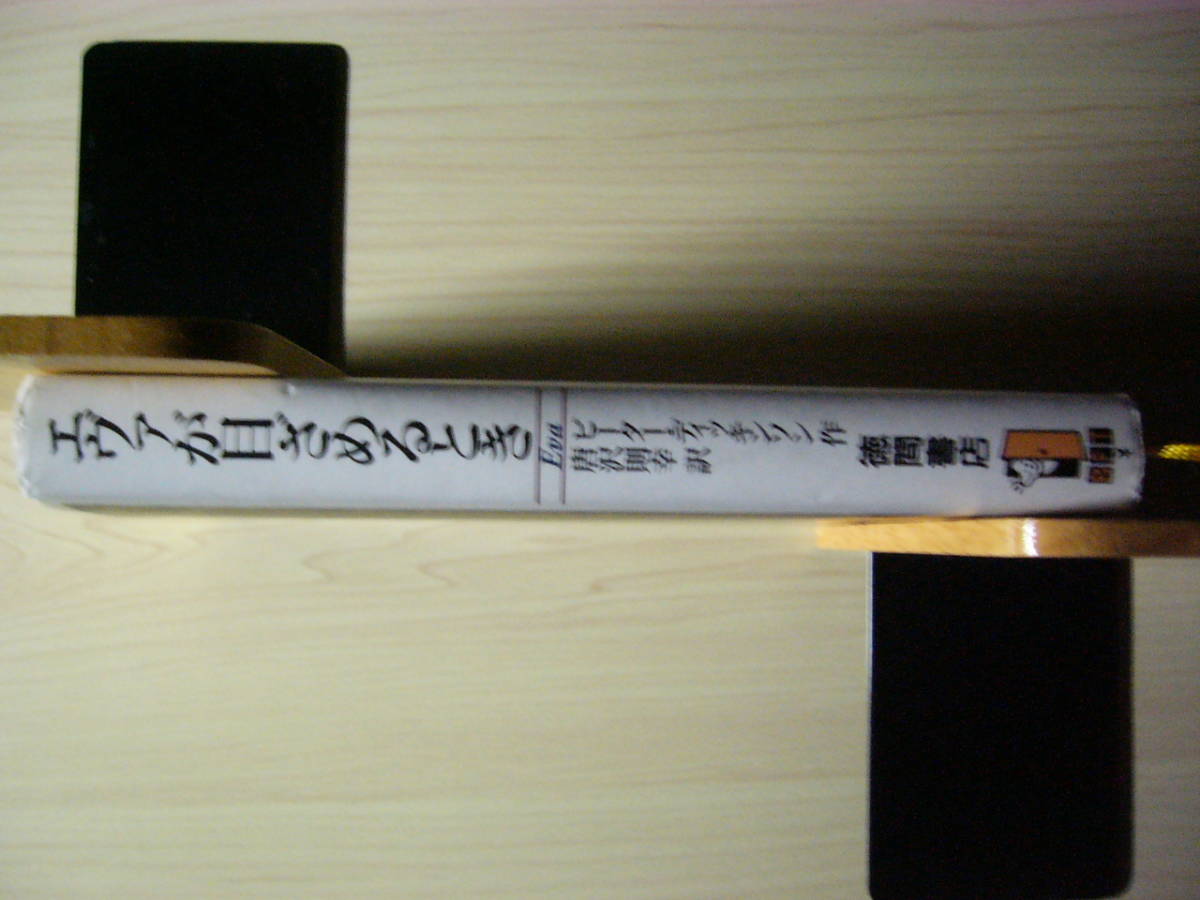 エヴァが目ざめるとき
Eva
ピーター・ディッキンソン 作
唐沢則幸 訳
徳間書店